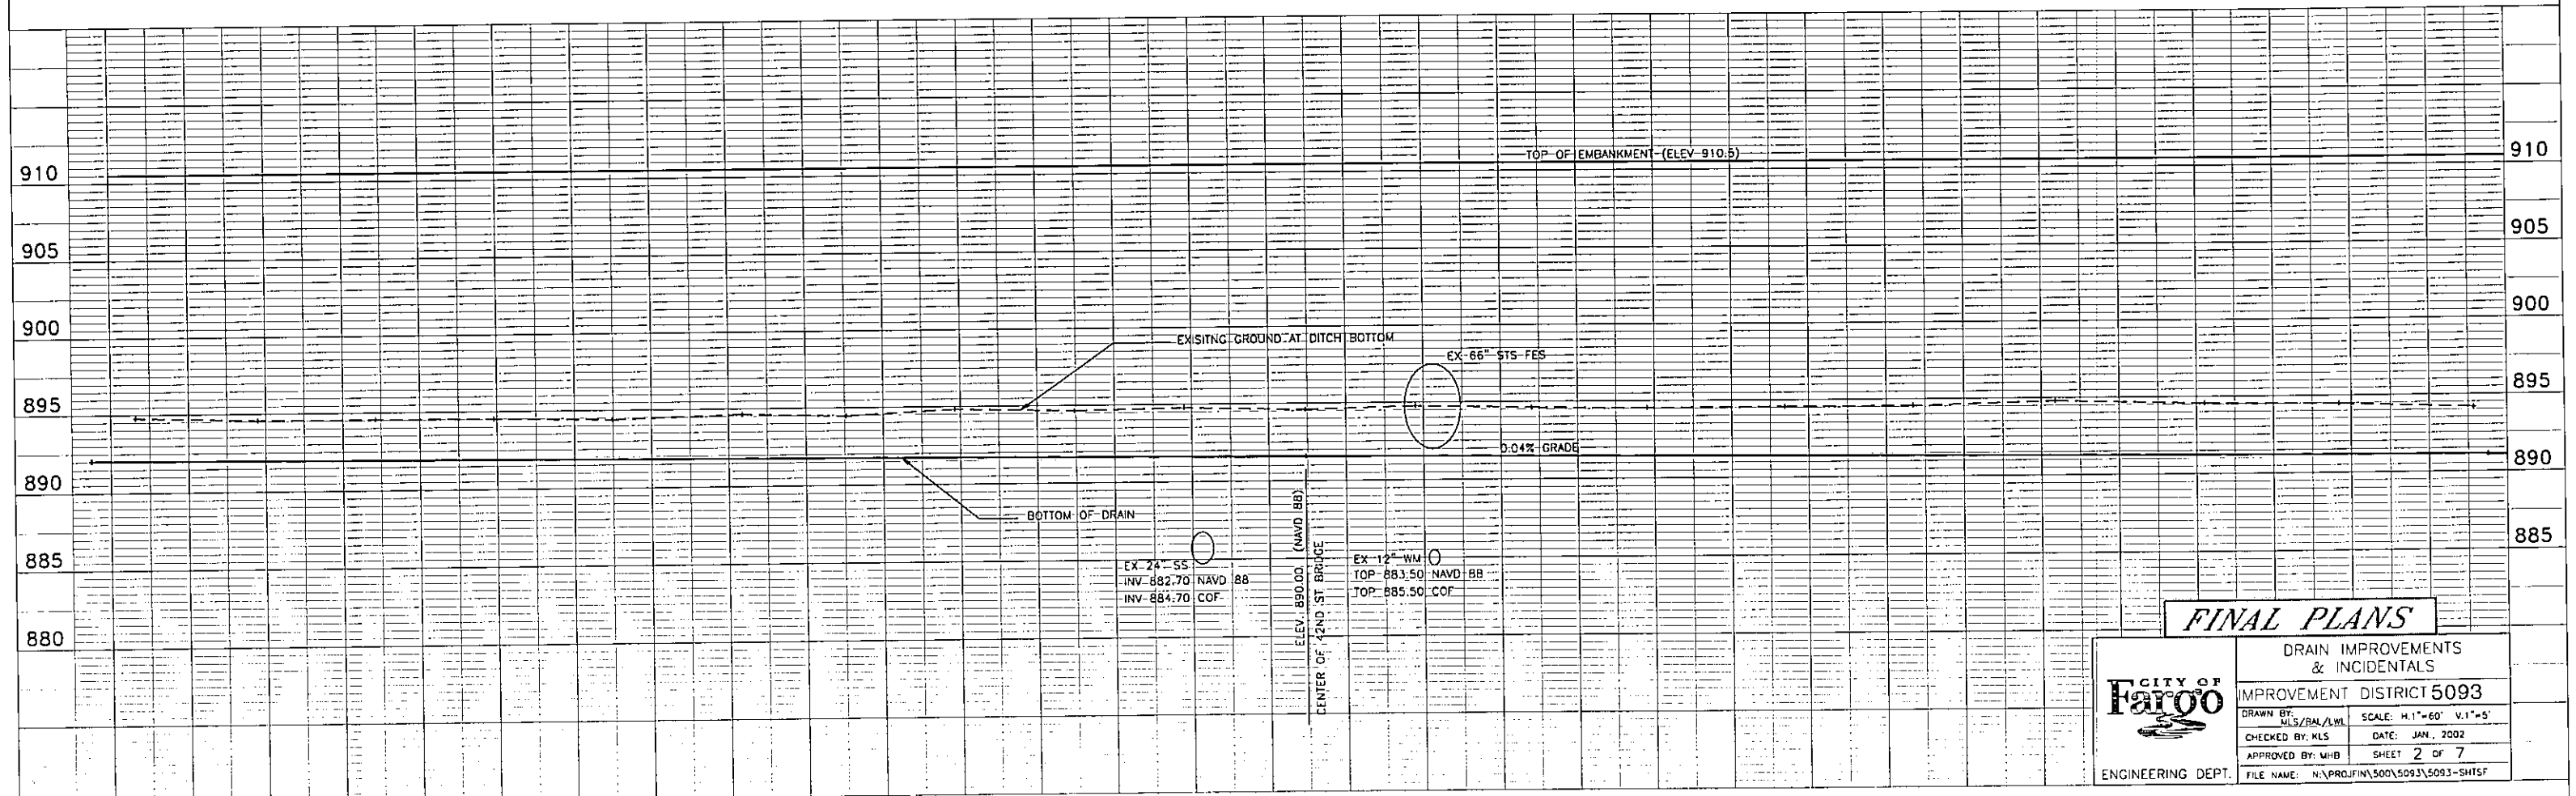 TOP OF EMBANKMENT (ELEV 910.5)
910
910
905
905
900
900
EXISITNG GROUND AT DITCH BOTTOM
EX 66" STS FES
895
895
0.04% GRADE
890
890
BOTTOM OF DRAIN
885
885
EX 24" SS
INV 882.70 NAVD 88
INV 884.70 COF
ELEV. 890.00 (NAVD 88)
CENTER OF 42ND ST BRIDGE
EX 12" WM
TOP 883.50 NAVD 88
TOP 885.50 COF
880
FINAL PLANS
CITY OF
Fargo
ENGINEERING DEPT.
DRAIN IMPROVEMENTS
& INCIDENTALS
IMPROVEMENT DISTRICT 5093
DRAWN BY: MLS/BAL/LWL
SCALE: H.1"=60' V.1"=5'
CHECKED BY: KLS
DATE: JAN., 2002
APPROVED BY: MHB
SHEET 2 OF 7
FILE NAME: N:\PROJFIN\500\5093\5093-SHTSF